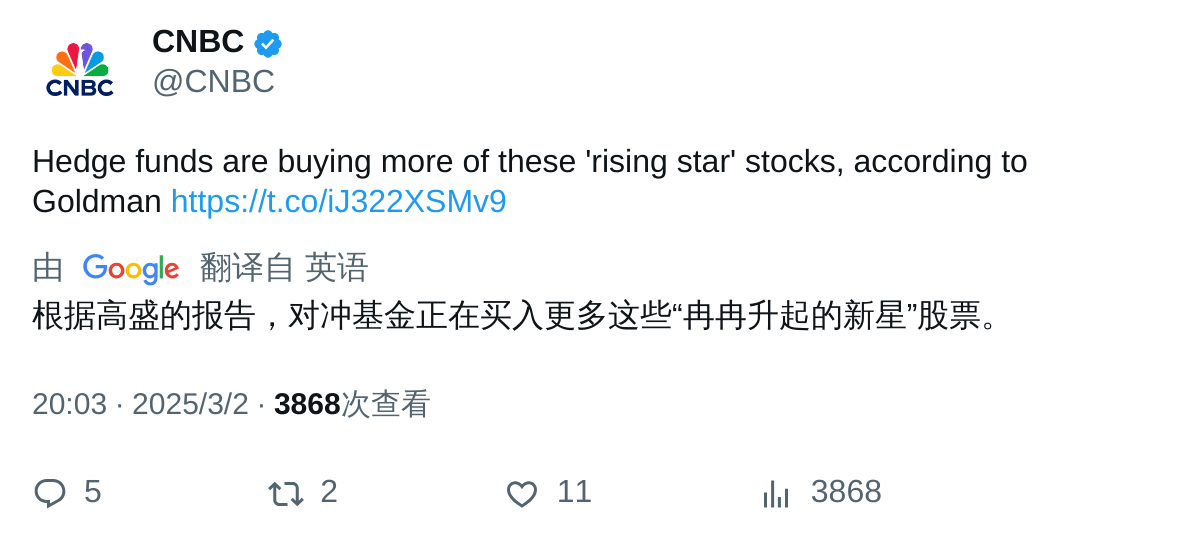 CNBC
CNBC
@CNBC
Hedge funds are buying more of these 'rising star' stocks, according to
Goldman https://t.co/iJ322XSMv9
由 Google 翻译自 英语
根据高盛的报告，对冲基金正在买入更多这些“冉冉升起的新星”股票。
20:03 · 2025/3/2 · 3868次查看
5 2 11 3868